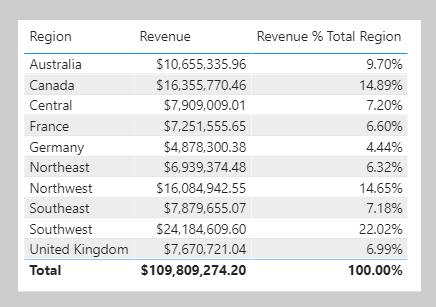 Region Revenue Revenue % Total Region
Australia $10,655,335.96 9.70%
Canada $16,355,770.46 14.89%
Central $7,909,009.01 7.20%
France $7,251,555.65 6.60%
Germany $4,878,300.38 4.44%
Northeast $6,939,374.48 6.32%
Northwest $16,084,942.55 14.65%
Southeast $7,879,655.07 7.18%
Southwest $24,184,609.60 22.02%
United Kingdom $7,670,721.04 6.99%
Total $109,809,274.20 100.00%